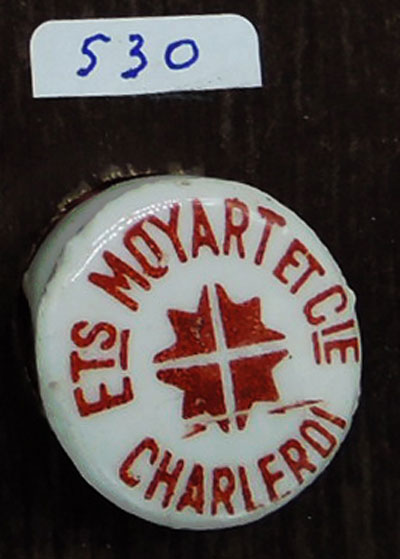 530
ETS MOYART ET CIE
CHARLEROI